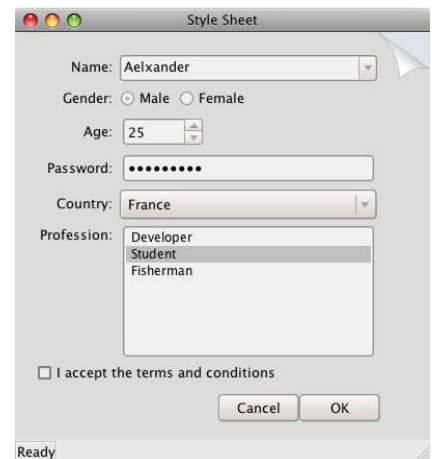 Style Sheet
Name: Aelxander
Gender: Male Female
Age: 25
Password: •••••••••
Country: France
Profession: Developer
Student
Fisherman
I accept the terms and conditions
Cancel OK
Ready